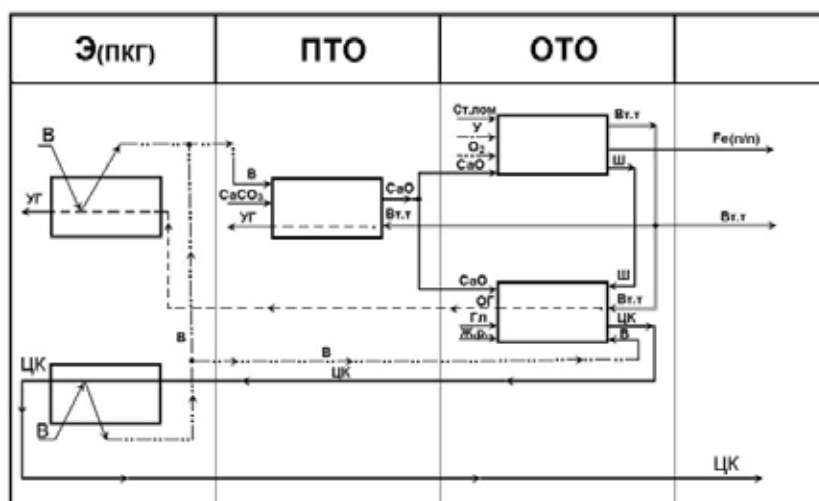 Э(ПКГ) ПТО ОТО
Ст.лом
Вт.т
У
О₂
Fe(п/п)
CaO
Ш
В
В
CaO
CaCO₃
УГ
УГ
Вт.т
Вт.т
Ш
CaO
ОГ
Вт.т
Гл
ЦК
Ж.р.
В
В
В
ЦК
ЦК
В
ЦК